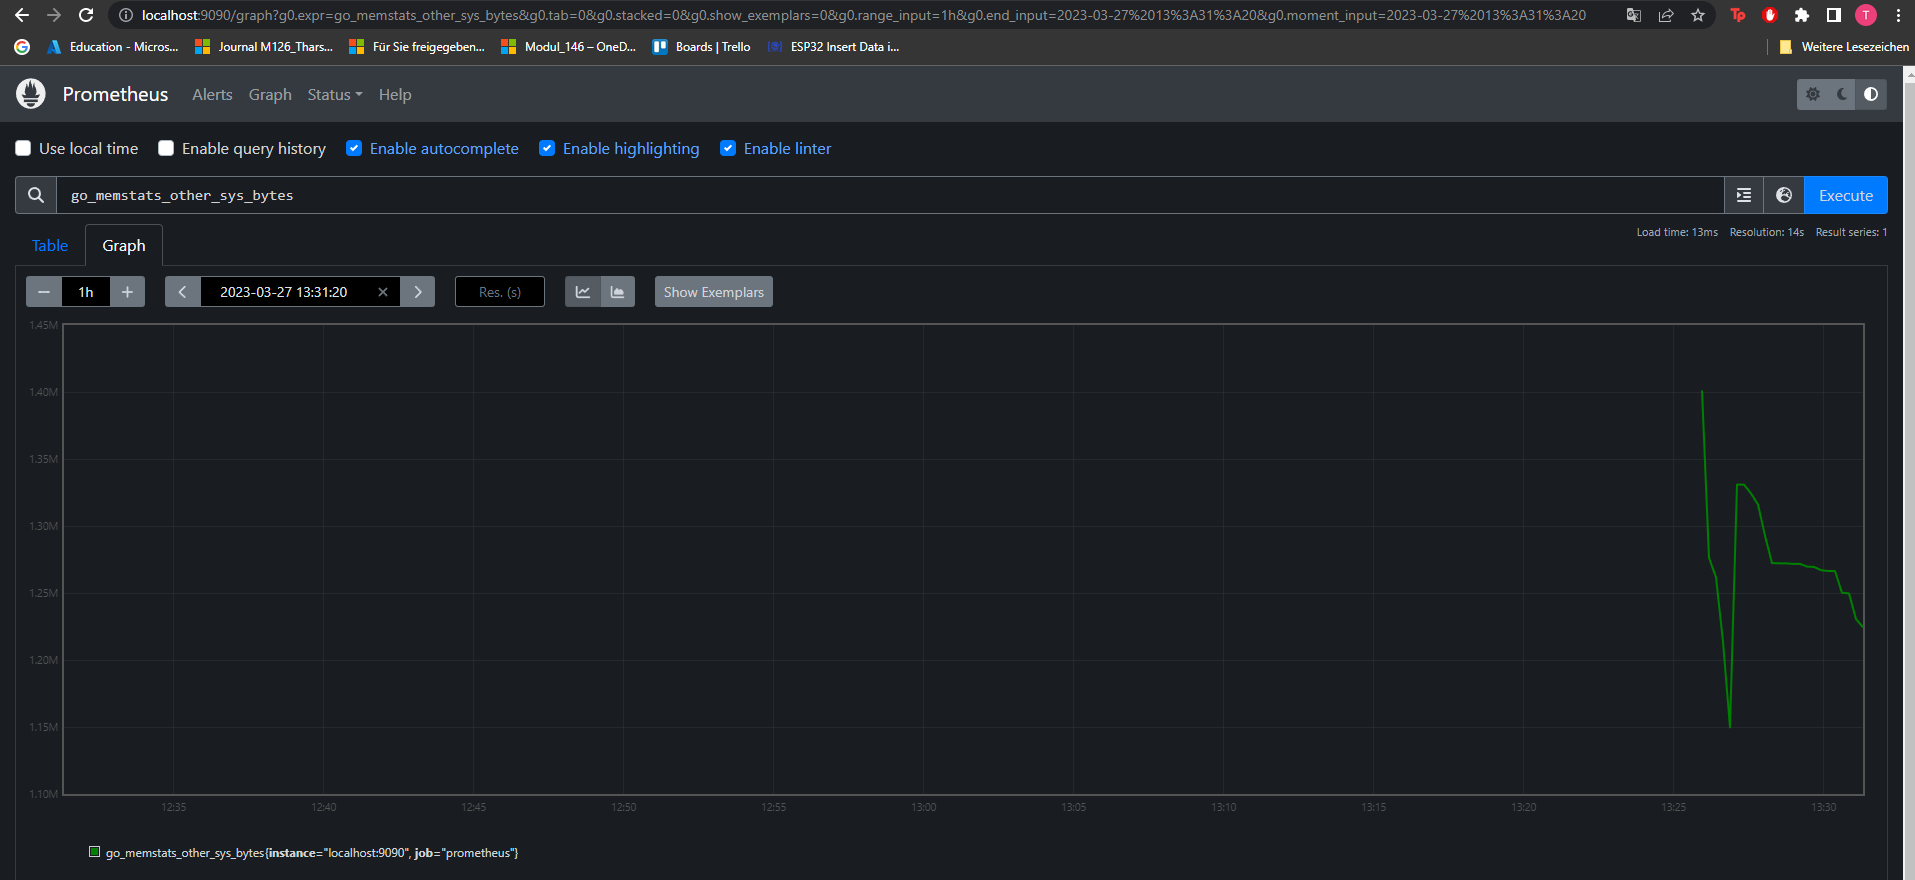 localhost:9090/graph?g0.expr=go_memstats_other_sys_bytes&g0.tab=0&g0.stacked=0&g0.show_exemplars=0&g0.range_input=1h&g0.end_input=2023-03-27%2013%3A31%3A20&g0.moment_input=2023-03-27%2013%3A31%3A20
Tp
T
G Education - Micros... Journal M126_Thars... Für Sie freigegeben... Modul_146 – OneD... Boards | Trello ESP32 Insert Data i... Weitere Lesezeichen
Prometheus Alerts Graph Status Help
Use local time Enable query history Enable autocomplete Enable highlighting Enable linter
go_memstats_other_sys_bytes Execute
Table Graph Load time: 13ms Resolution: 14s Result series: 1
− 1h + 2023-03-27 13:31:20 × Res. (s) Show Exemplars
1.45M
1.40M
1.35M
1.30M
1.25M
1.20M
1.15M
1.10M
12:35 12:40 12:45 12:50 12:55 13:00 13:05 13:10 13:15 13:20 13:25 13:30
go_memstats_other_sys_bytes{instance="localhost:9090", job="prometheus"}